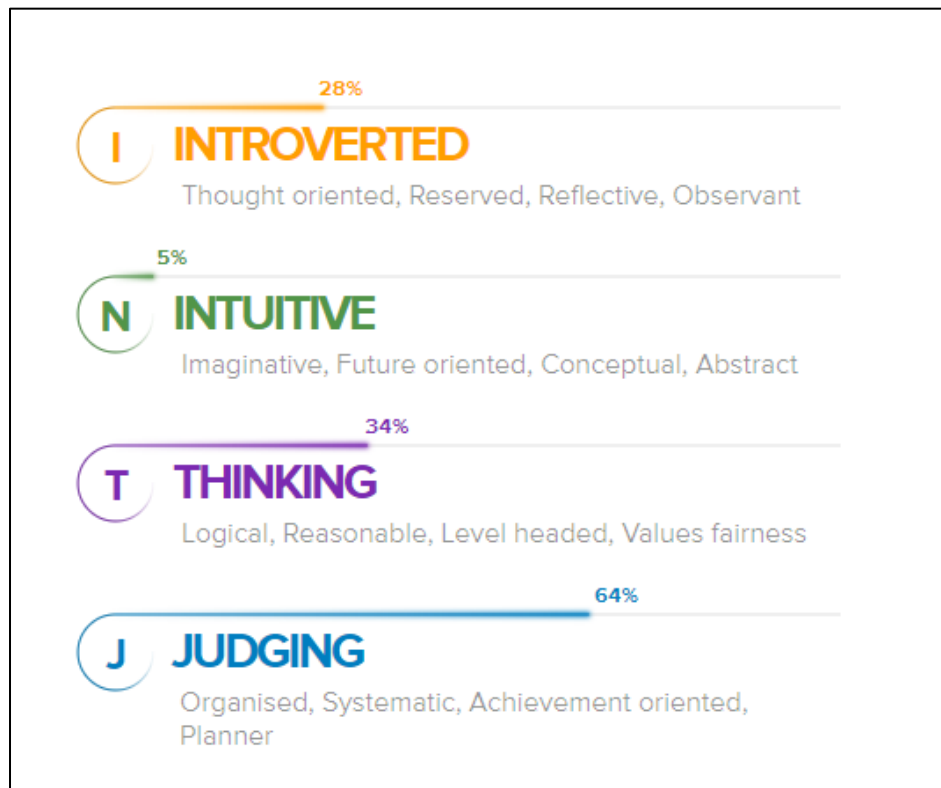 28%
I INTROVERTED
Thought oriented, Reserved, Reflective, Observant
5%
N INTUITIVE
Imaginative, Future oriented, Conceptual, Abstract
34%
T THINKING
Logical, Reasonable, Level headed, Values fairness
64%
J JUDGING
Organised, Systematic, Achievement oriented,
Planner